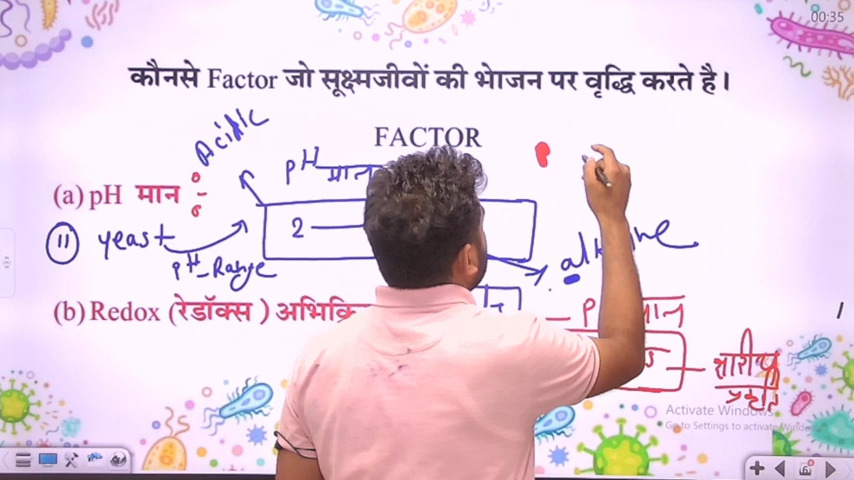 00:35
कौनसे Factor जो सूक्ष्मजीवों की भेाजन पर वृद्धि करते है।
FACTOR
Acidic
pH मान
(a) pH मान :-
2
(11) yeast
pH-Range
alkaline
(b) Redox (रेडॉक्स )
मान
क्षारीय
प्रकृति
Activate Windows
Go to Settings to activate Windows.